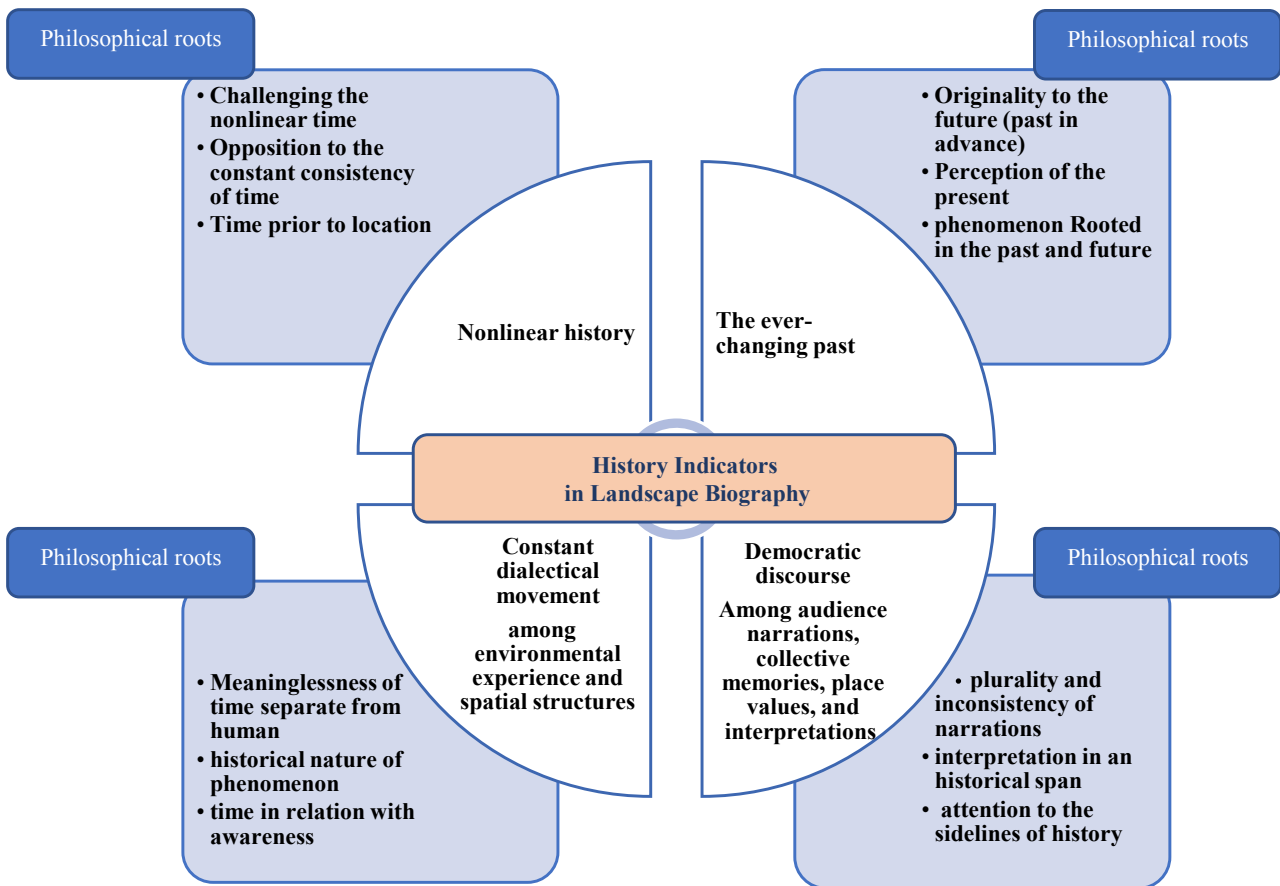 Philosophical roots
• Challenging the
nonlinear time
• Opposition to the
constant consistency
of time
• Time prior to location
Nonlinear history
Philosophical roots
• Originality to the
future (past in
advance)
• Perception of the
present
• phenomenon Rooted
in the past and future
The ever-
changing past
History Indicators
in Landscape Biography
Philosophical roots
• Meaninglessness of
time separate from
human
• historical nature of
phenomenon
• time in relation with
awareness
Constant
dialectical
movement
among
environmental
experience and
spatial structures
Democratic
discourse
Among audience
narrations,
collective
memories, place
values, and
interpretations
Philosophical roots
• plurality and
inconsistency of
narrations
• interpretation in an
historical span
• attention to the
sidelines of history